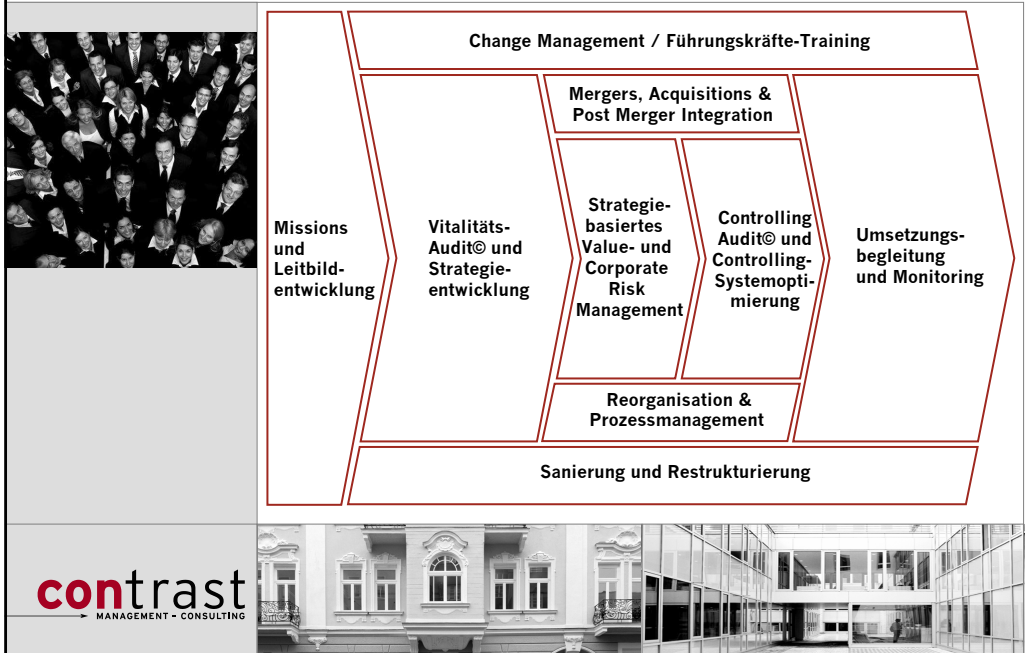 Change Management / Führungskräfte-Training
Mergers, Acquisitions &
Post Merger Integration
Missions
und
Leitbild-
entwicklung
Vitalitäts-
Audit© und
Strategie-
entwicklung
Strategie-
basiertes
Value- und
Corporate
Risk
Management
Controlling
Audit© und
Controlling-
Systemopti-
mierung
Umsetzungs-
begleitung
und Monitoring
Reorganisation &
Prozessmanagement
Sanierung und Restrukturierung
contrast
MANAGEMENT - CONSULTING